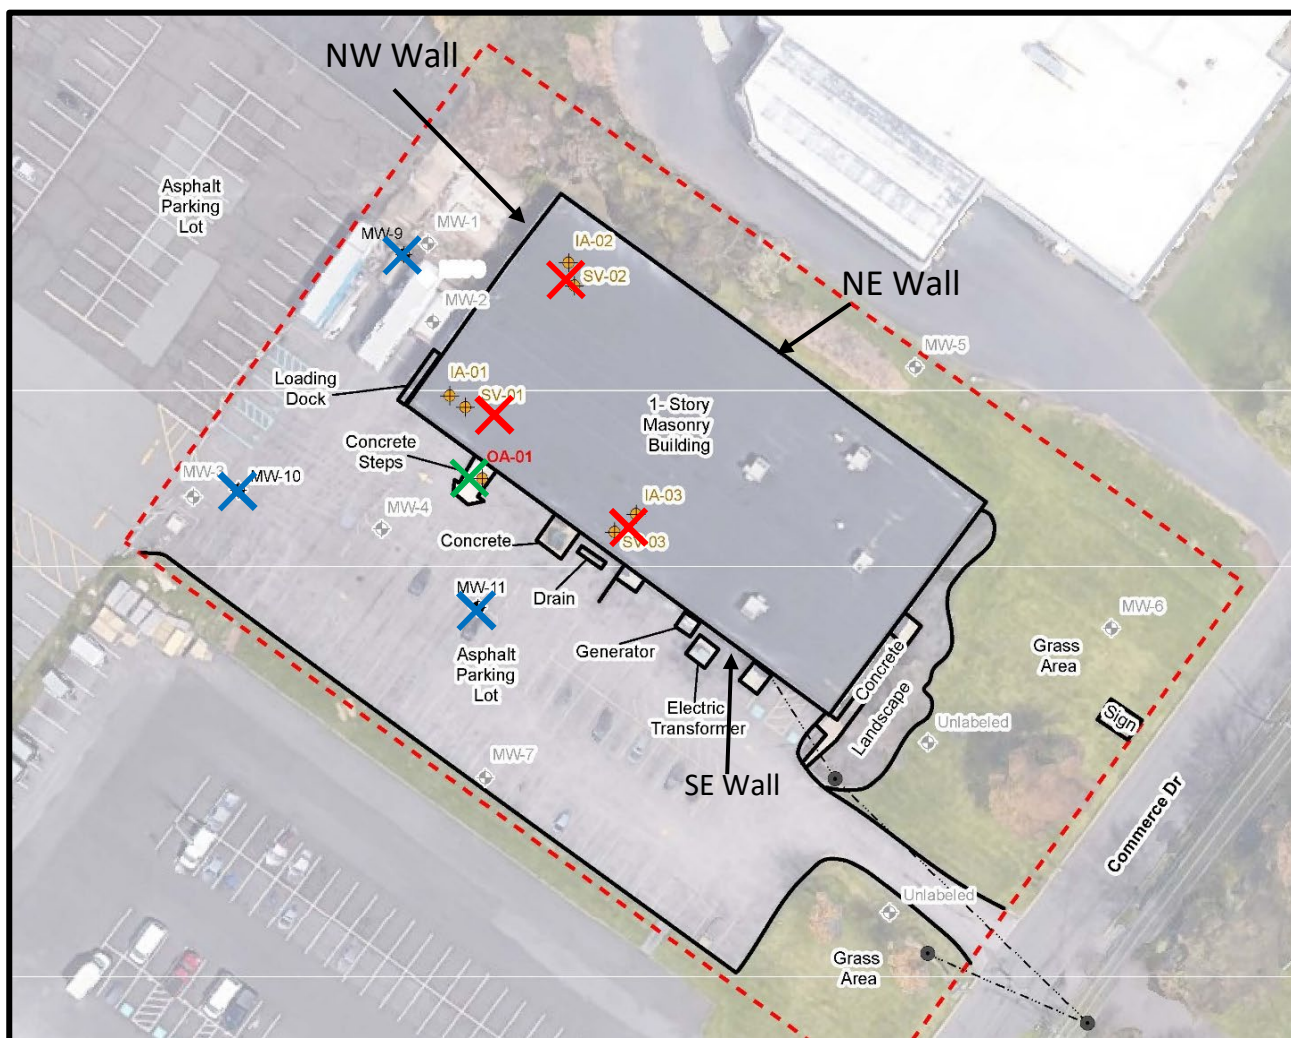 NW Wall
Asphalt
Parking
Lot
MW-9
MW-1
IA-02
SV-02
NE Wall
MW-2
MW-5
Loading
Dock
IA-01
SV-01
1- Story
Masonry
Building
Concrete
Steps
OA-01
MW-3
MW-10
MW-4
IA-03
SV-03
Concrete
Drain
MW-11
MW-6
Grass
Area
Generator
Asphalt
Parking
Lot
Concrete
Landscape
Electric
Transformer
Sign
Unlabeled
MW-7
SE Wall
Commerce Dr
Unlabeled
Grass
Area